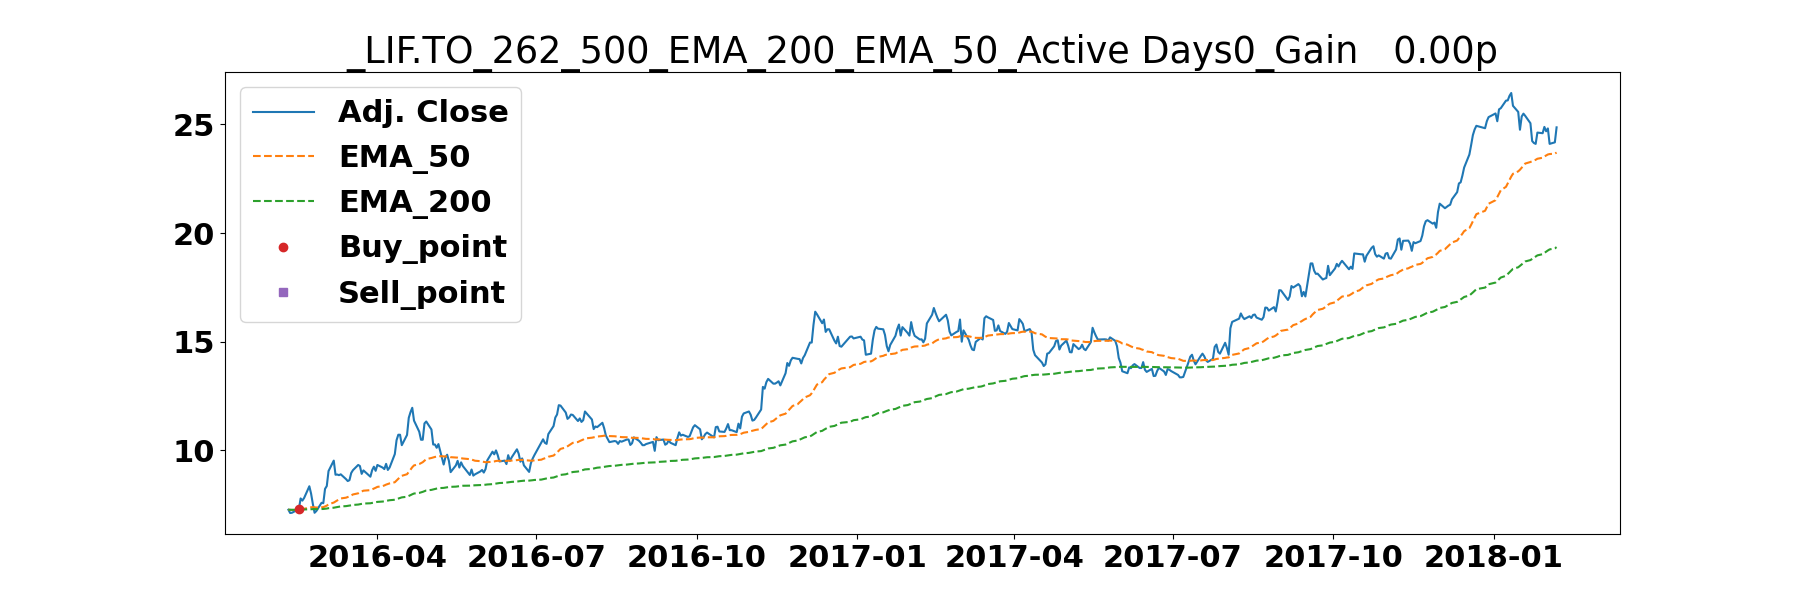 _LIF.TO_262_500_EMA_200_EMA_50_Active Days0_Gain   0.00p
Adj. Close
EMA_50
EMA_200
Buy_point
Sell_point
25
20
15
10
2016-04 2016-07 2016-10 2017-01 2017-04 2017-07 2017-10 2018-01